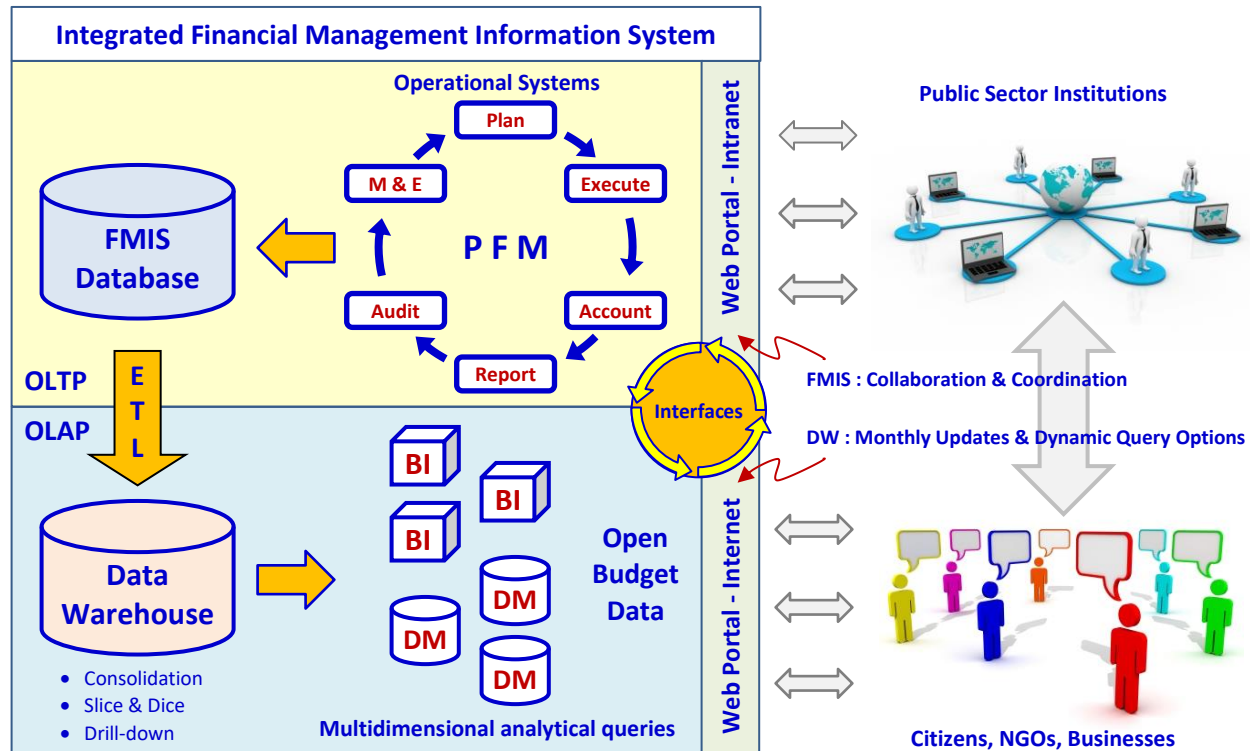 Integrated Financial Management Information System
Operational Systems
Plan
M & E
Execute
P F M
Audit
Account
Report
FMIS
Database
OLTP
E
T
L
OLAP
Data
Warehouse
• Consolidation
• Slice & Dice
• Drill-down
BI
BI
BI
DM
DM
DM
Open
Budget
Data
Multidimensional analytical queries
Interfaces
Web Portal - Intranet
Web Portal - Internet
Public Sector Institutions
FMIS : Collaboration & Coordination
DW : Monthly Updates & Dynamic Query Options
Citizens, NGOs, Businesses